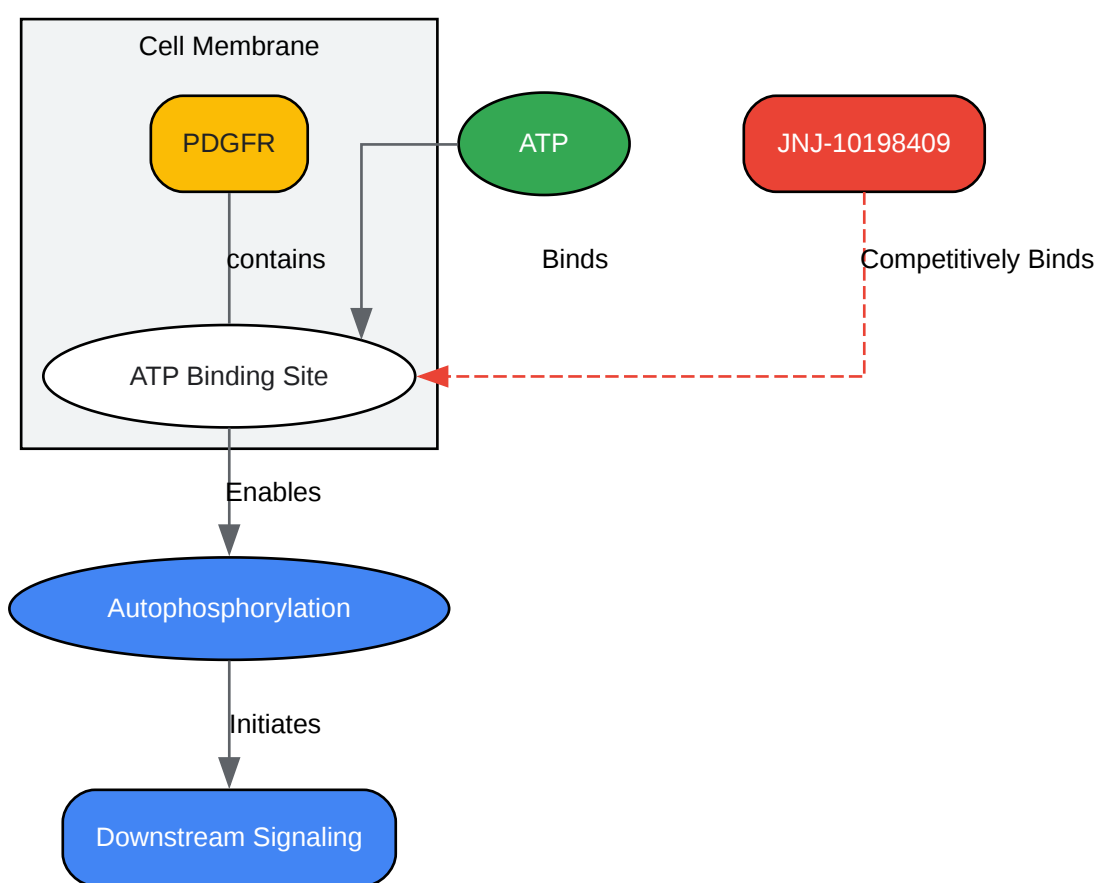 Cell Membrane
PDGFR
ATP
JNJ-10198409
contains
Binds
Competitively Binds
ATP Binding Site
Enables
Autophosphorylation
Initiates
Downstream Signaling